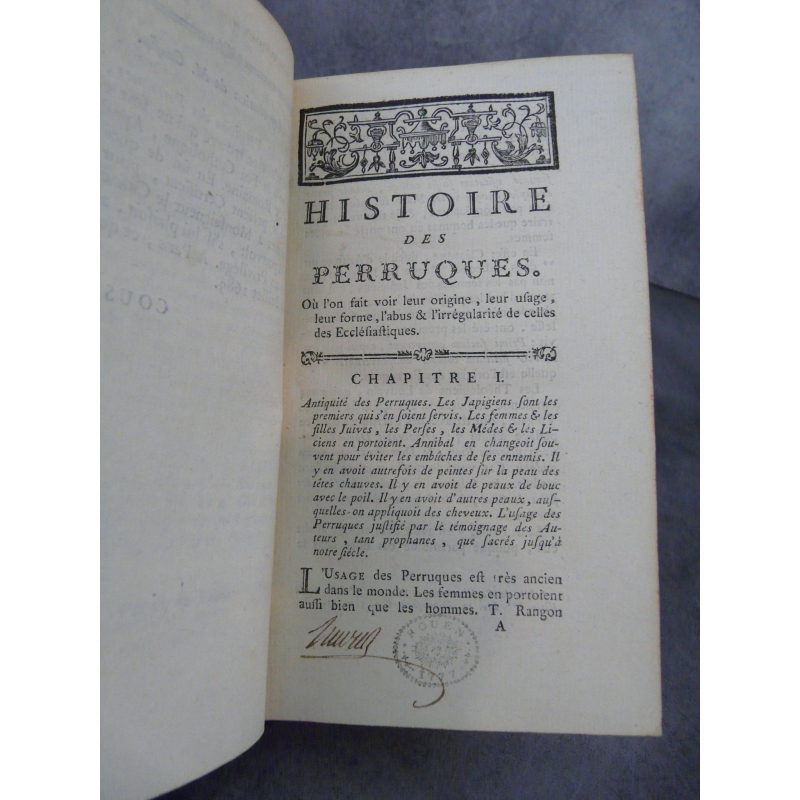 HISTOIRE
DES
PERRUQUES.
Où l'on fait voir leur origine, leur uſage,
leur forme, l'abus & l'irrégularité de celles
des Eccléſiaſtiques.
CHAPITRE I.
Antiquité des Perruques. Les Japigiens ſont les
premiers qui s'en ſoient ſervis. Les femmes & les
filles Juives, les Perſes, les Médes & les Li-
ciens en portoient. Annibal en changeoit ſou-
vent pour éviter les embûches de ſes ennemis. Il
y en avoit autrefois de peintes ſur la peau des
têtes chauves. Il y en avoit de peaux de bouc
avec le poil. Il y en avoit d'autres peaux, auſ-
quelles-on appliquoit des cheveux. L'uſage des
Perruques juſtifié par le témoignage des Au-
teurs, tant prophanes, que ſacrés juſqu'à
notre ſiécle.
L'USAGE des Perruques eſt très ancien
dans le monde. Les femmes en portoient
auſſi bien que les hommes. T. Rangon
A
ROUEN
1777
COUS